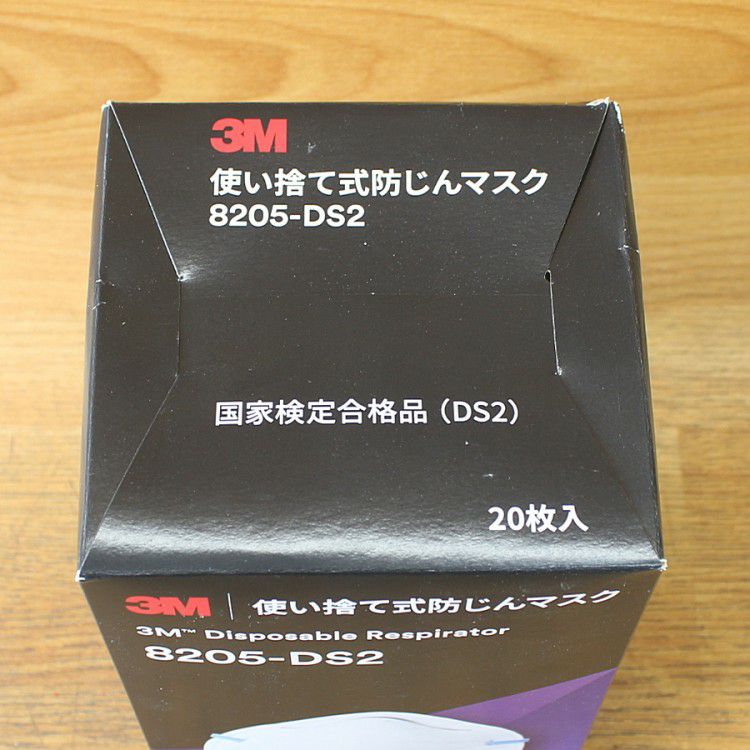 3M
使い捨て式防じんマスク
8205-DS2
国家検定合格品（DS2）
20枚入
3M | 使い捨て式防じんマスク
3M™ Disposable Respirator
8205-DS2